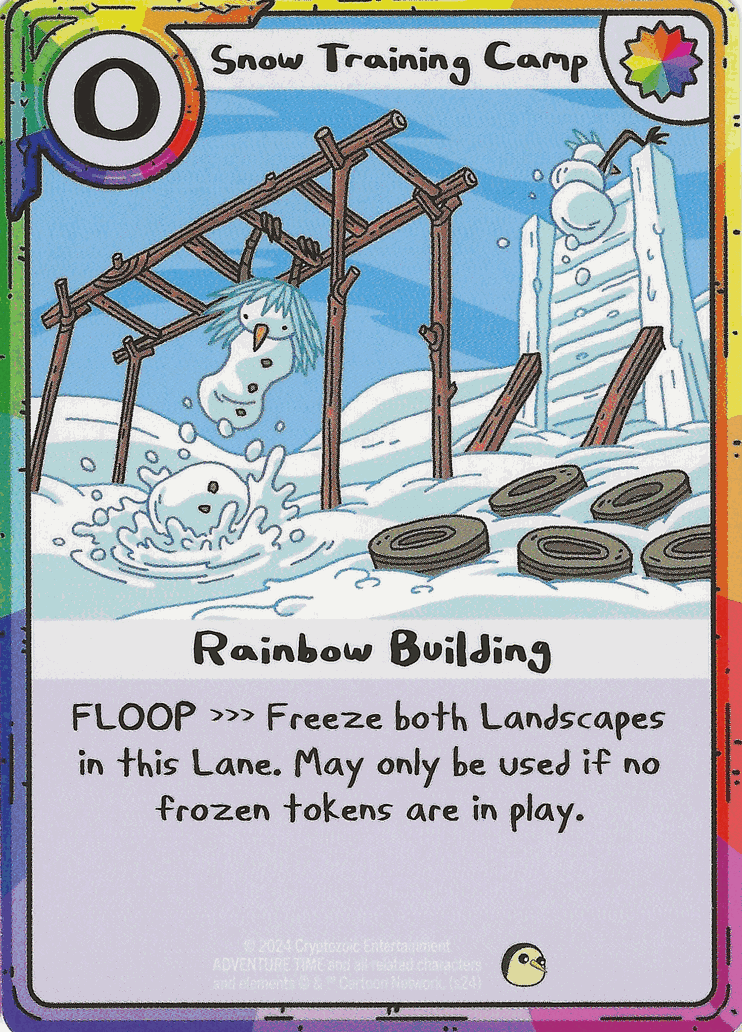 0
Snow Training Camp
Rainbow Building
FLOOP >>> Freeze both Landscapes
in this Lane. May only be used if no
frozen tokens are in play.
© 2024 Cryptozoic Entertainment
ADVENTURE TIME and all related characters
and elements © & ™ Cartoon Network. (s24)